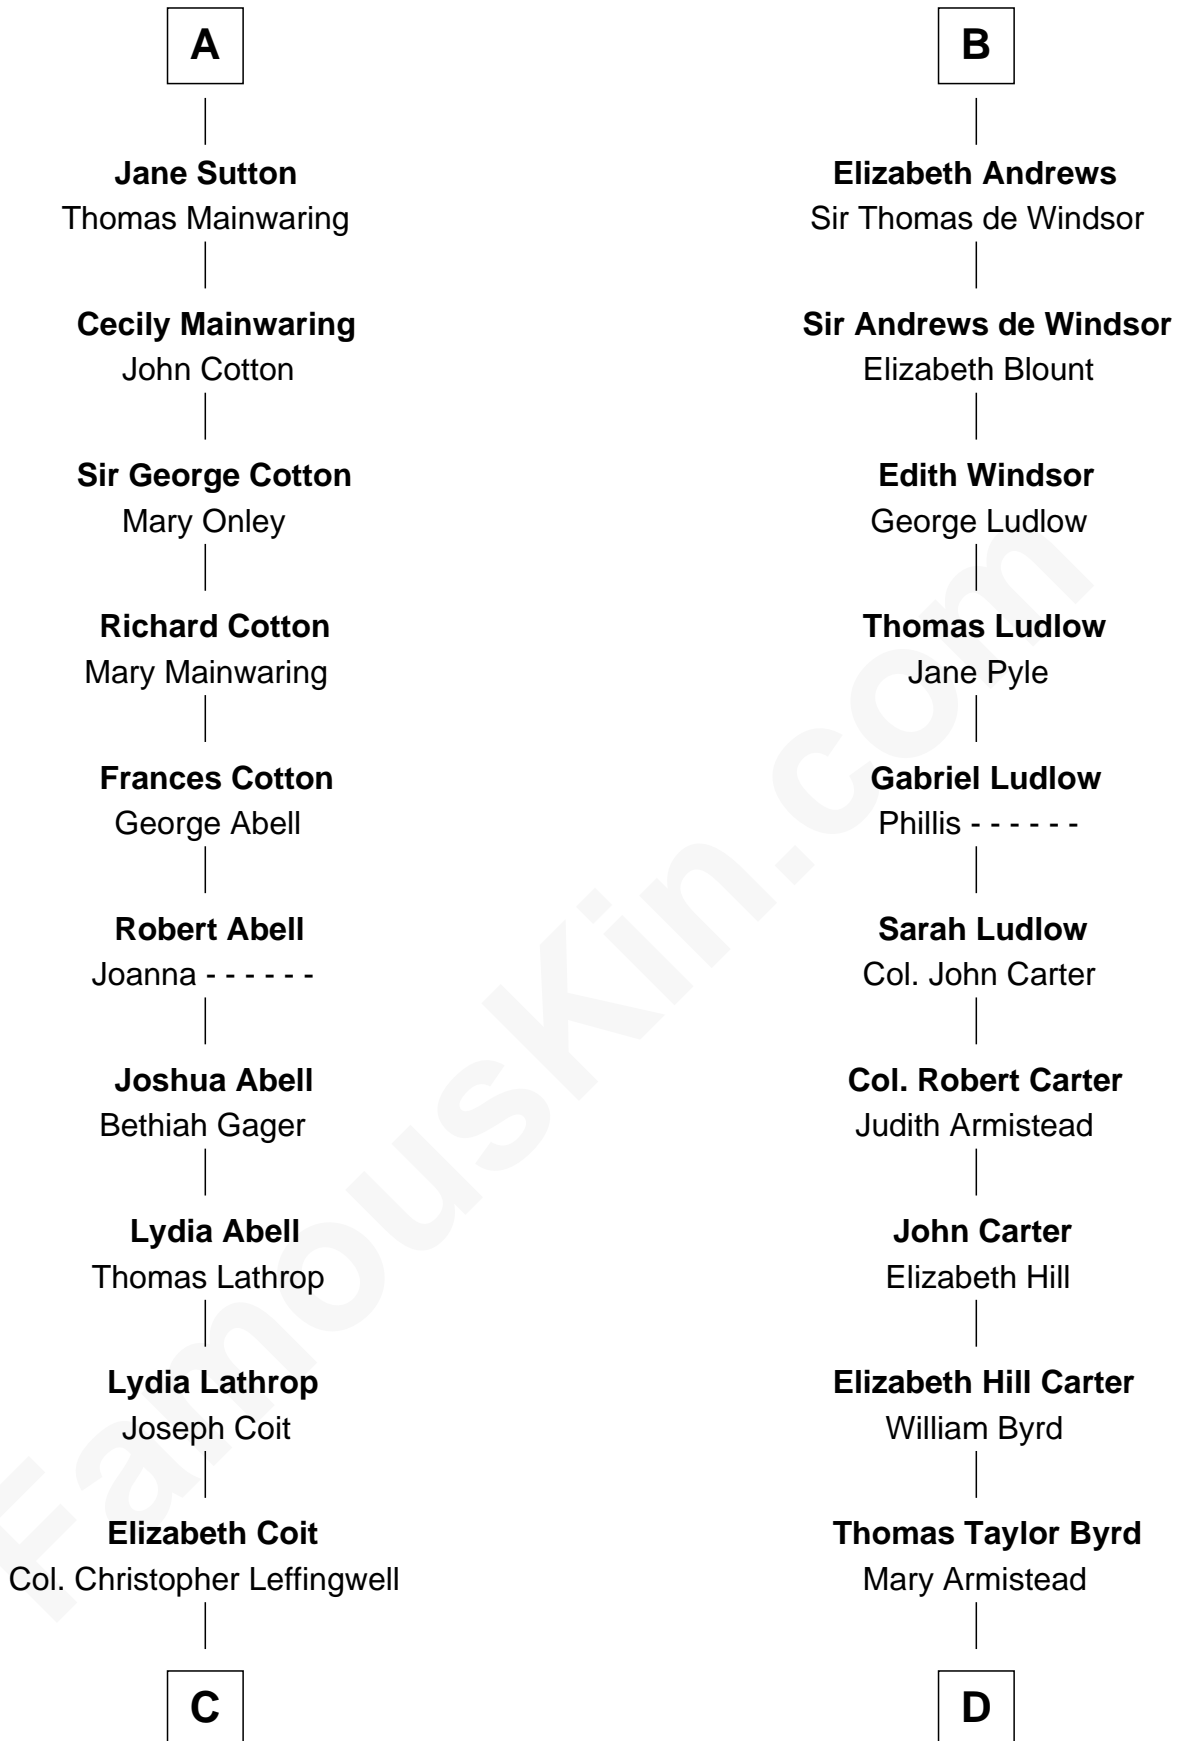 A
Jane Sutton
Thomas Mainwaring
Cecily Mainwaring
John Cotton
Sir George Cotton
Mary Onley
Richard Cotton
Mary Mainwaring
Frances Cotton
George Abell
Robert Abell
Joanna - - - - - -
Joshua Abell
Bethiah Gager
Lydia Abell
Thomas Lathrop
Lydia Lathrop
Joseph Coit
Elizabeth Coit
Col. Christopher Leffingwell
C
B
Elizabeth Andrews
Sir Thomas de Windsor
Sir Andrews de Windsor
Elizabeth Blount
Edith Windsor
George Ludlow
Thomas Ludlow
Jane Pyle
Gabriel Ludlow
Phillis - - - - - -
Sarah Ludlow
Col. John Carter
Col. Robert Carter
Judith Armistead
John Carter
Elizabeth Hill
Elizabeth Hill Carter
William Byrd
Thomas Taylor Byrd
Mary Armistead
D
FamousKin.com